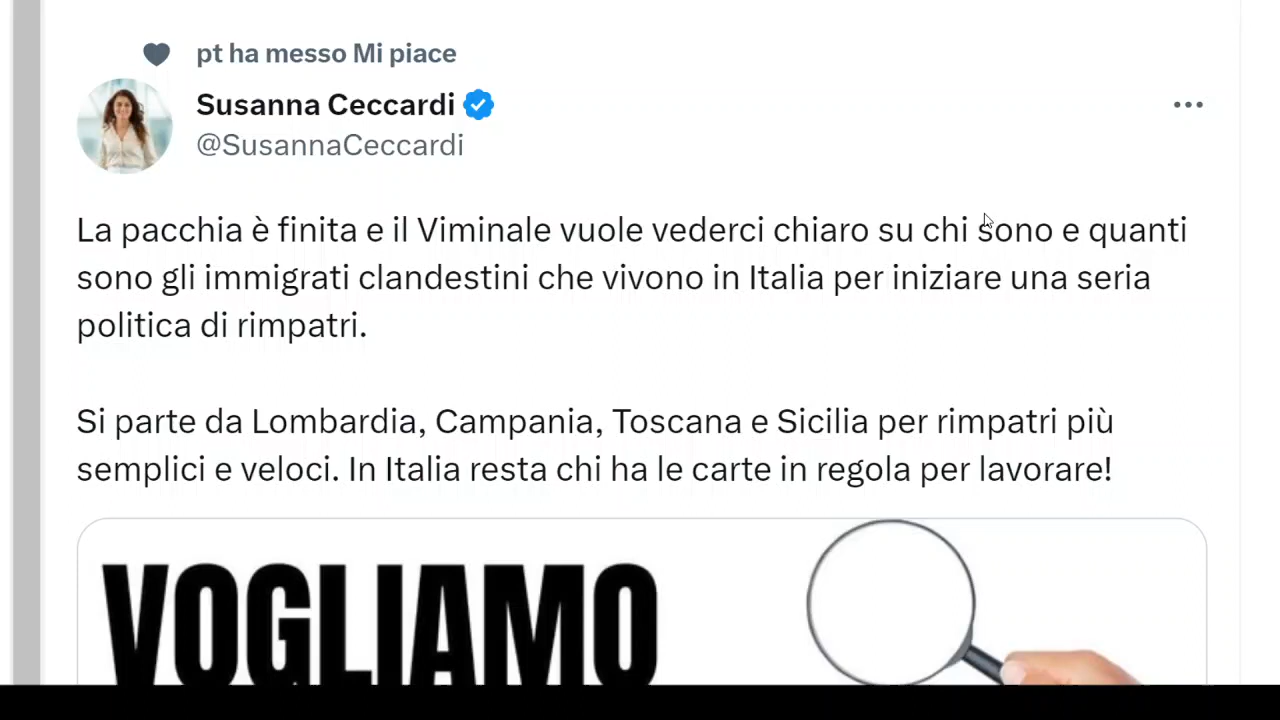 pt ha messo Mi piace
Susanna Ceccardi
@SusannaCeccardi
La pacchia è finita e il Viminale vuole vederci chiaro su chi sono e quanti
sono gli immigrati clandestini che vivono in Italia per iniziare una seria
politica di rimpatri.
Si parte da Lombardia, Campania, Toscana e Sicilia per rimpatri più
semplici e veloci. In Italia resta chi ha le carte in regola per lavorare!
VOGLIAMO